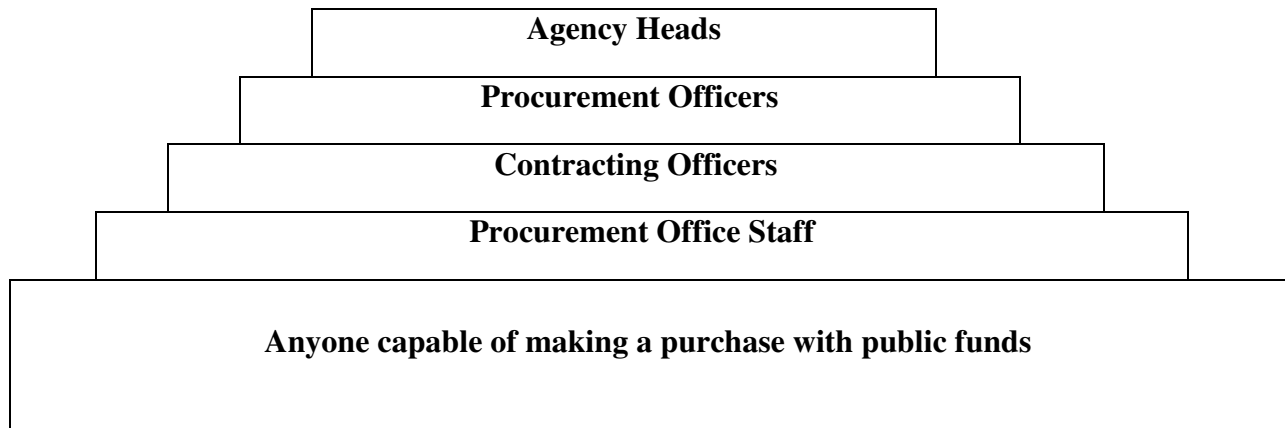 Agency Heads
Procurement Officers
Contracting Officers
Procurement Office Staff
Anyone capable of making a purchase with public funds